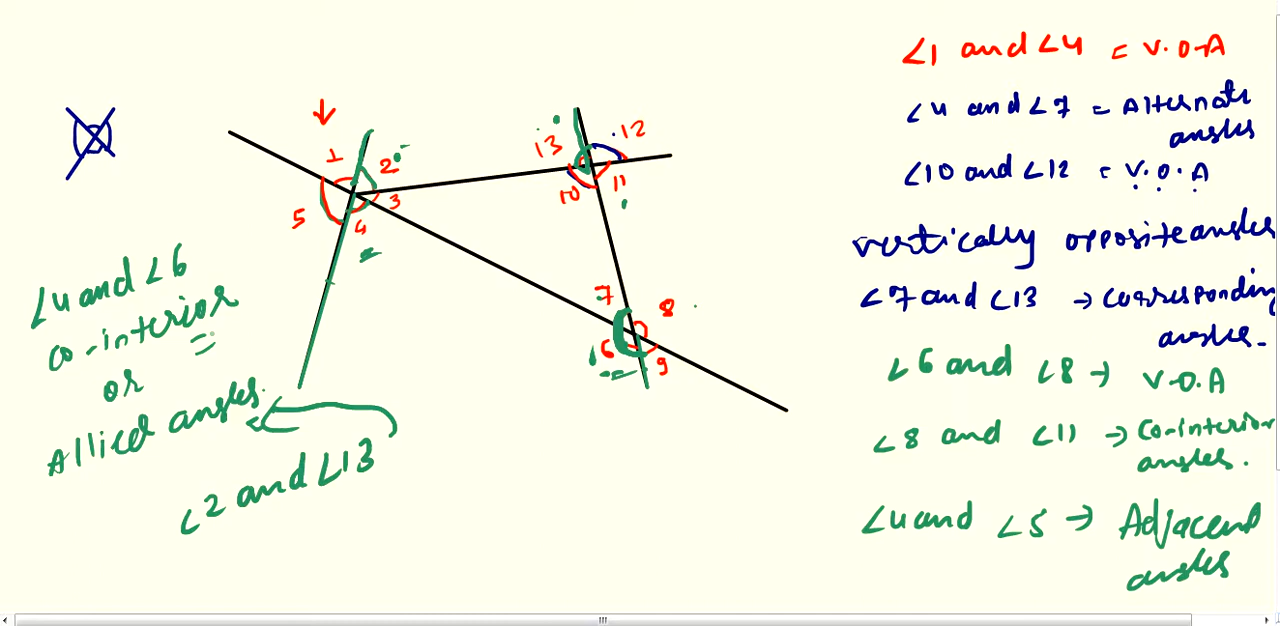 ∠1 and ∠4 = V.O.A
∠4 and ∠7 = Alternate
angles
∠10 and ∠12 = V.O.A
vertically opposite angles
∠7 and ∠13 → Corresponding
angles.
∠6 and ∠8 → V.O.A
∠8 and ∠11 → Co-interior
angles.
∠4 and ∠5 → Adjacent
angles
1
2
3
4
5
13
12
10
11
7
8
6
9
∠4 and ∠6
co-interior
or
Allied angles.
∠2 and ∠13